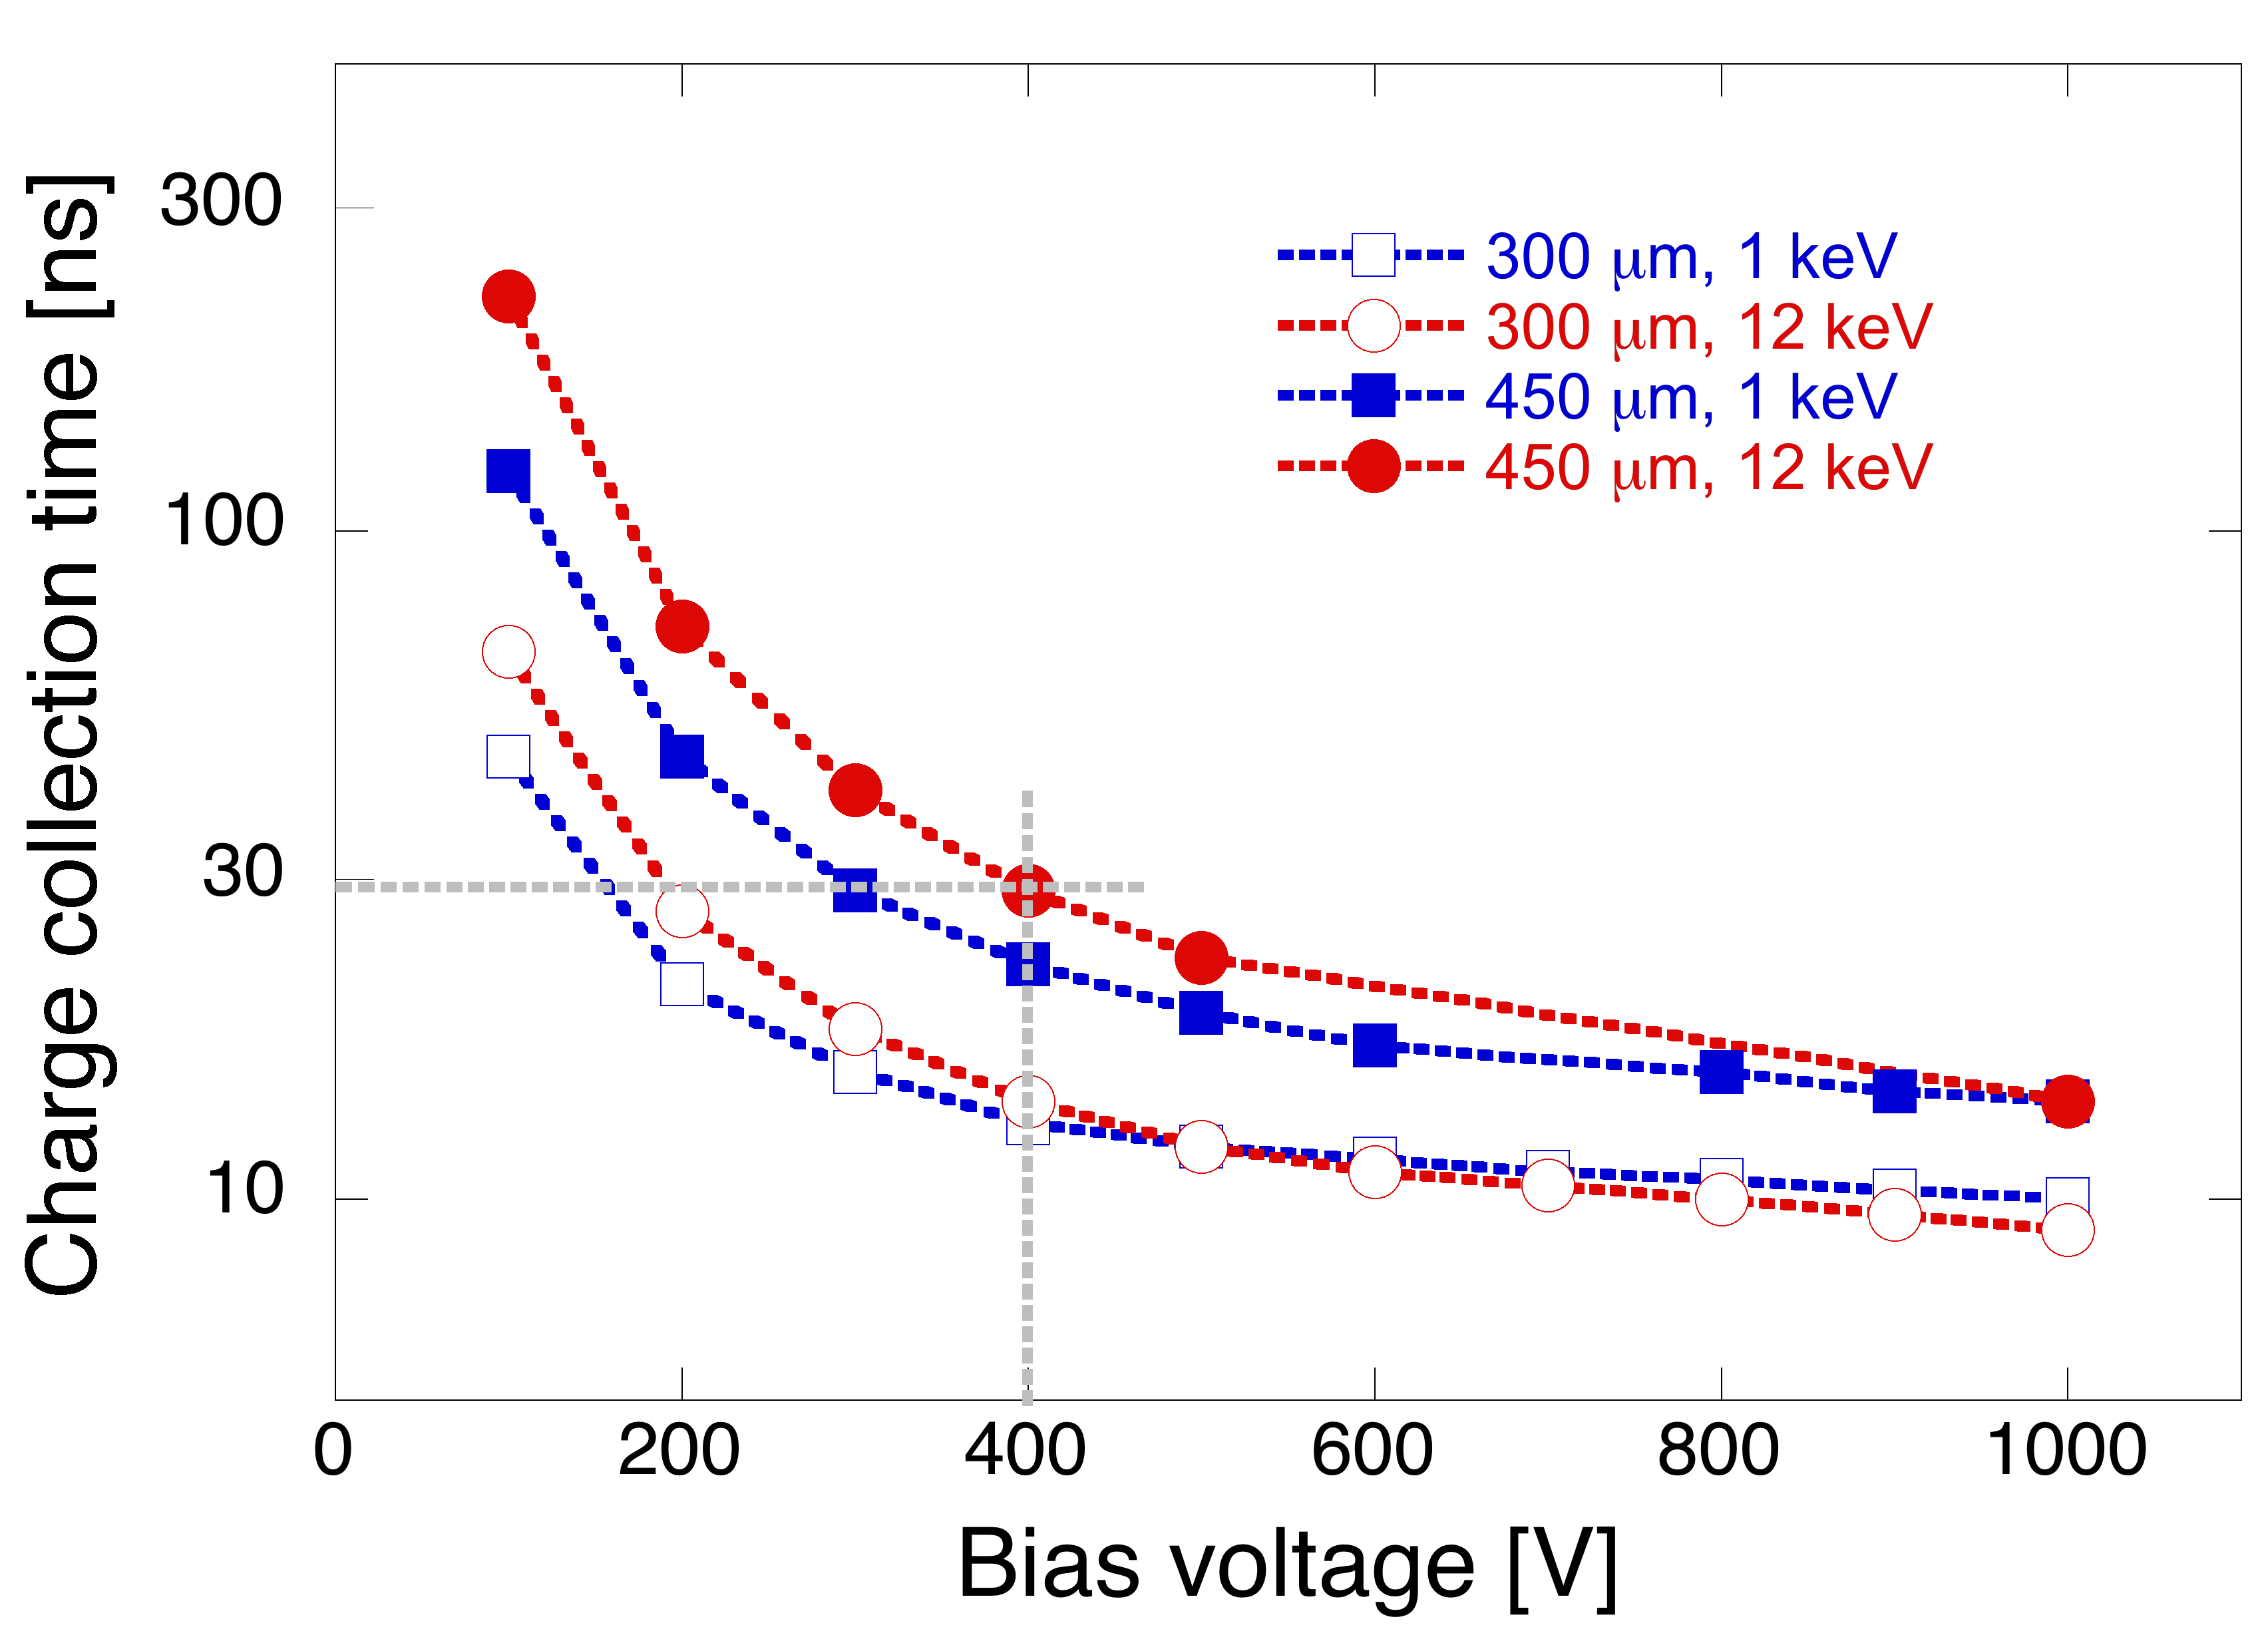 Charge collection time [ns]
300
100
30
10
300 μm, 1 keV
300 μm, 12 keV
450 μm, 1 keV
450 μm, 12 keV
0 200 400 600 800 1000
Bias voltage [V]